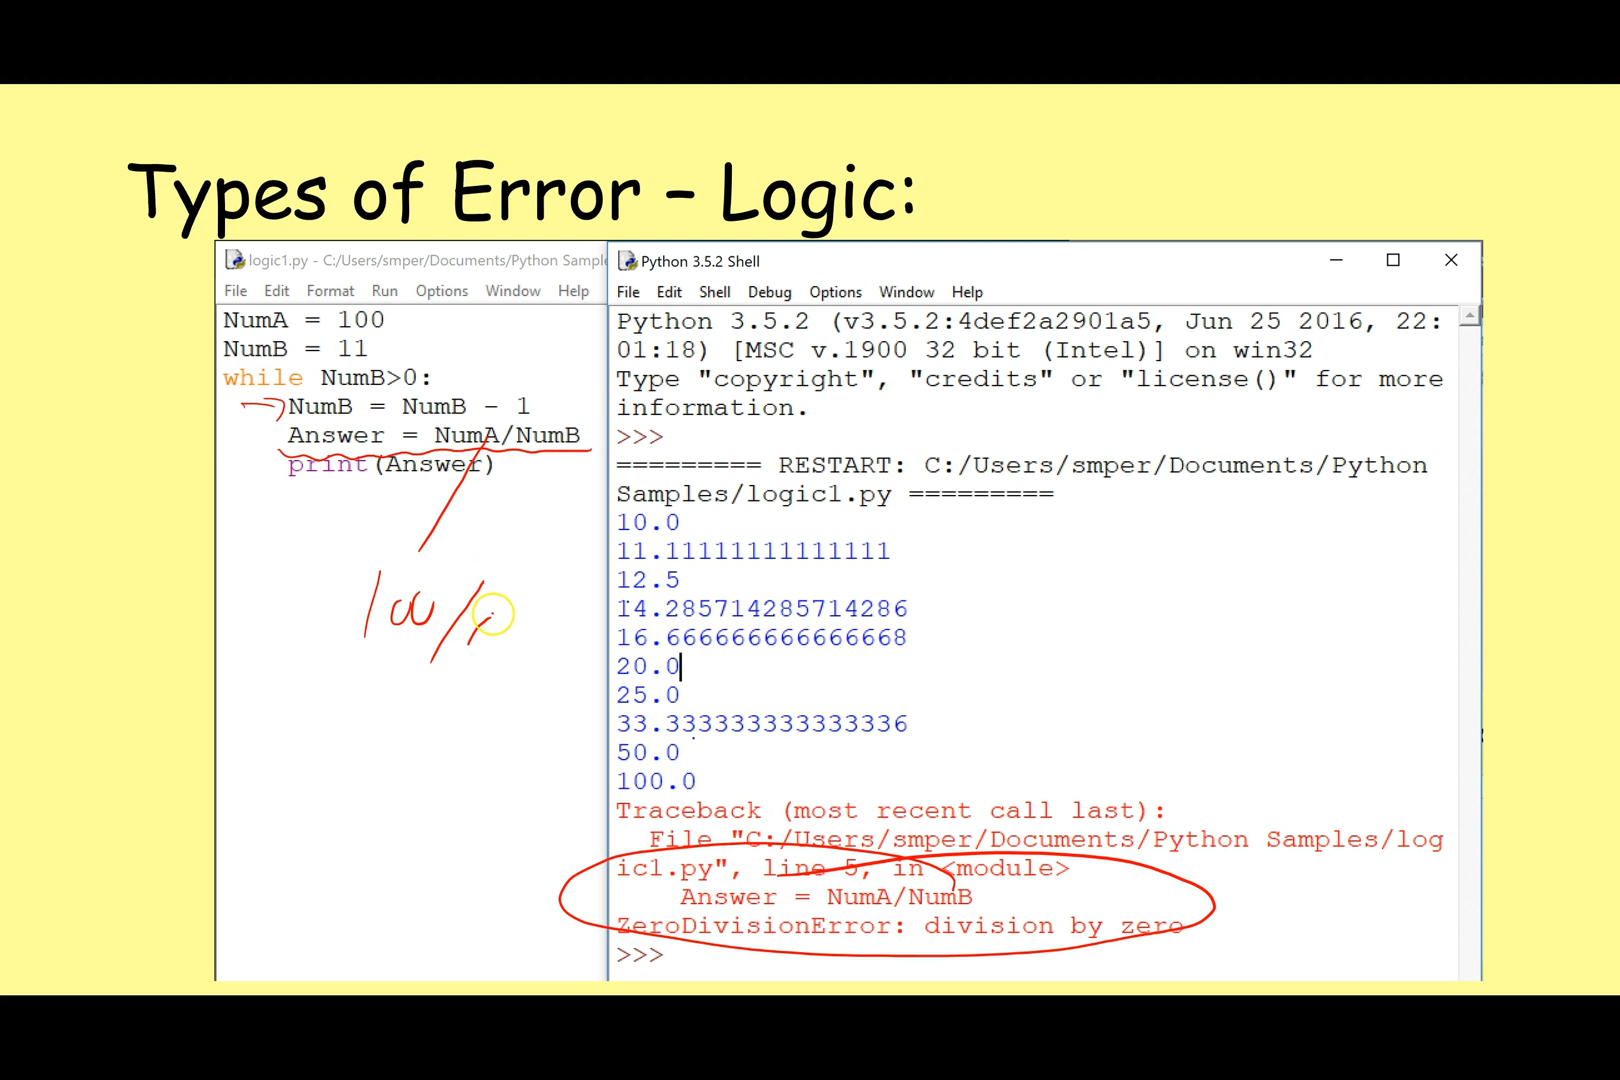 Types of Error – Logic:
logic1.py - C:/Users/smper/Documents/Python Sample
File Edit Format Run Options Window Help
NumA = 100
NumB = 11
while NumB>0:
    NumB = NumB - 1
    Answer = NumA/NumB
    print(Answer)
100/
Python 3.5.2 Shell
File Edit Shell Debug Options Window Help
Python 3.5.2 (v3.5.2:4def2a2901a5, Jun 25 2016, 22:
01:18) [MSC v.1900 32 bit (Intel)] on win32
Type "copyright", "credits" or "license()" for more
information.
>>>
========= RESTART: C:/Users/smper/Documents/Python
Samples/logic1.py =========
10.0
11.11111111111111
12.5
14.285714285714286
16.666666666666668
20.0
25.0
33.333333333333336
50.0
100.0
Traceback (most recent call last):
  File "C:/Users/smper/Documents/Python Samples/log
ic1.py", line 5, in <module>
    Answer = NumA/NumB
ZeroDivisionError: division by zero
>>>